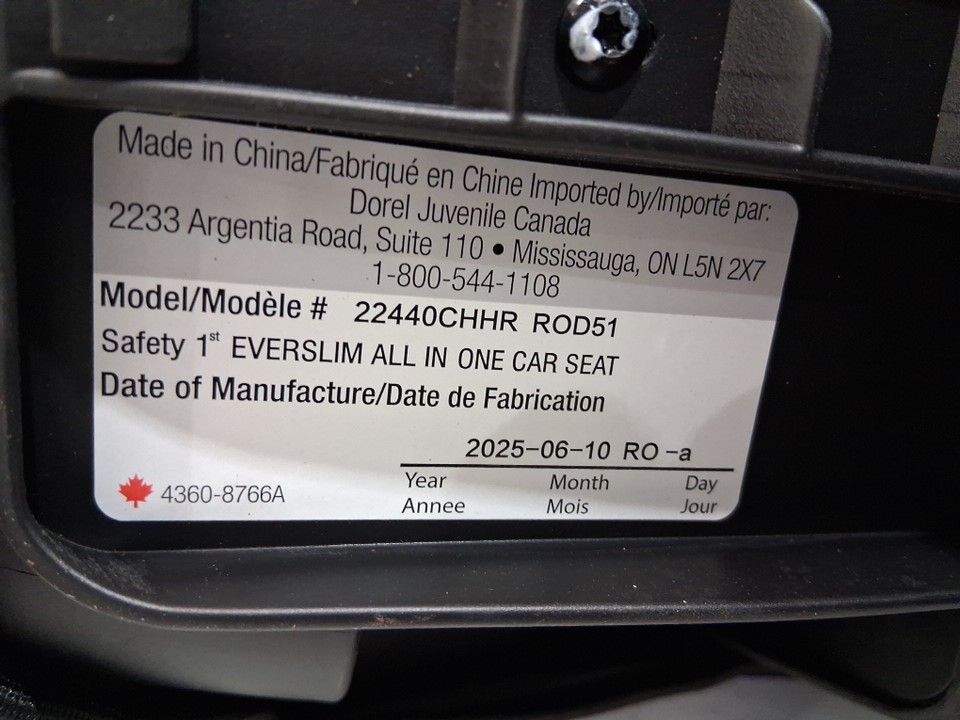 Made in China/Fabriqué en Chine Imported by/Importé par:
Dorel Juvenile Canada
2233 Argentia Road, Suite 110 • Mississauga, ON L5N 2X7
1-800-544-1108
Model/Modèle # 22440CHHR ROD51
Safety 1st EVERSLIM ALL IN ONE CAR SEAT
Date of Manufacture/Date de Fabrication
2025-06-10 RO -a
Year Month Day
Annee Mois Jour
4360-8766A